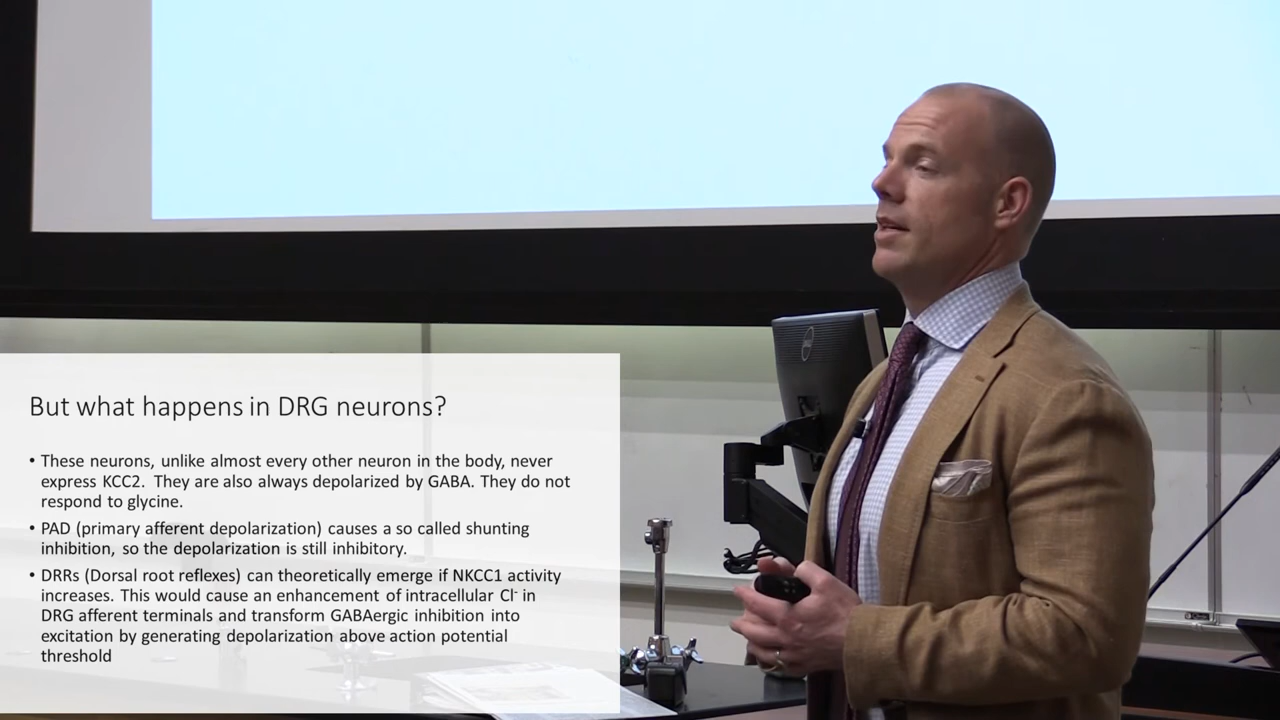 But what happens in DRG neurons?
• These neurons, unlike almost every other neuron in the body, never
express KCC2. They are also always depolarized by GABA. They do not
respond to glycine.
• PAD (primary afferent depolarization) causes a so called shunting
inhibition, so the depolarization is still inhibitory.
• DRRs (Dorsal root reflexes) can theoretically emerge if NKCC1 activity
increases. This would cause an enhancement of intracellular Cl⁻ in
DRG afferent terminals and transform GABAergic inhibition into
excitation by generating depolarization above action potential
threshold